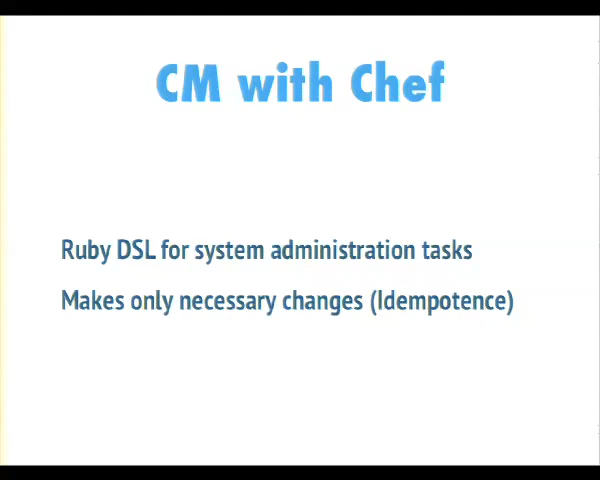 CM with Chef
Ruby DSL for system administration tasks
Makes only necessary changes (Idempotence)